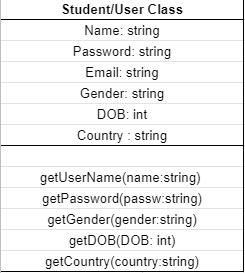 Student/User Class
Name: string
Password: string
Email: string
Gender: string
DOB: int
Country : string
getUserName(name:string)
getPassword(passw:string)
getGender(gender:string)
getDOB(DOB: int)
getCountry(country:string)